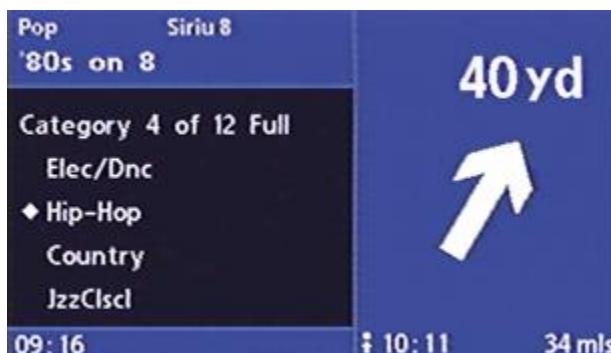 Pop Siriu 8
'80s on 8
Category 4 of 12 Full
Elec/Dnc
Hip-Hop
Country
JzzClscl
09:16
40yd
10:11 34 mls